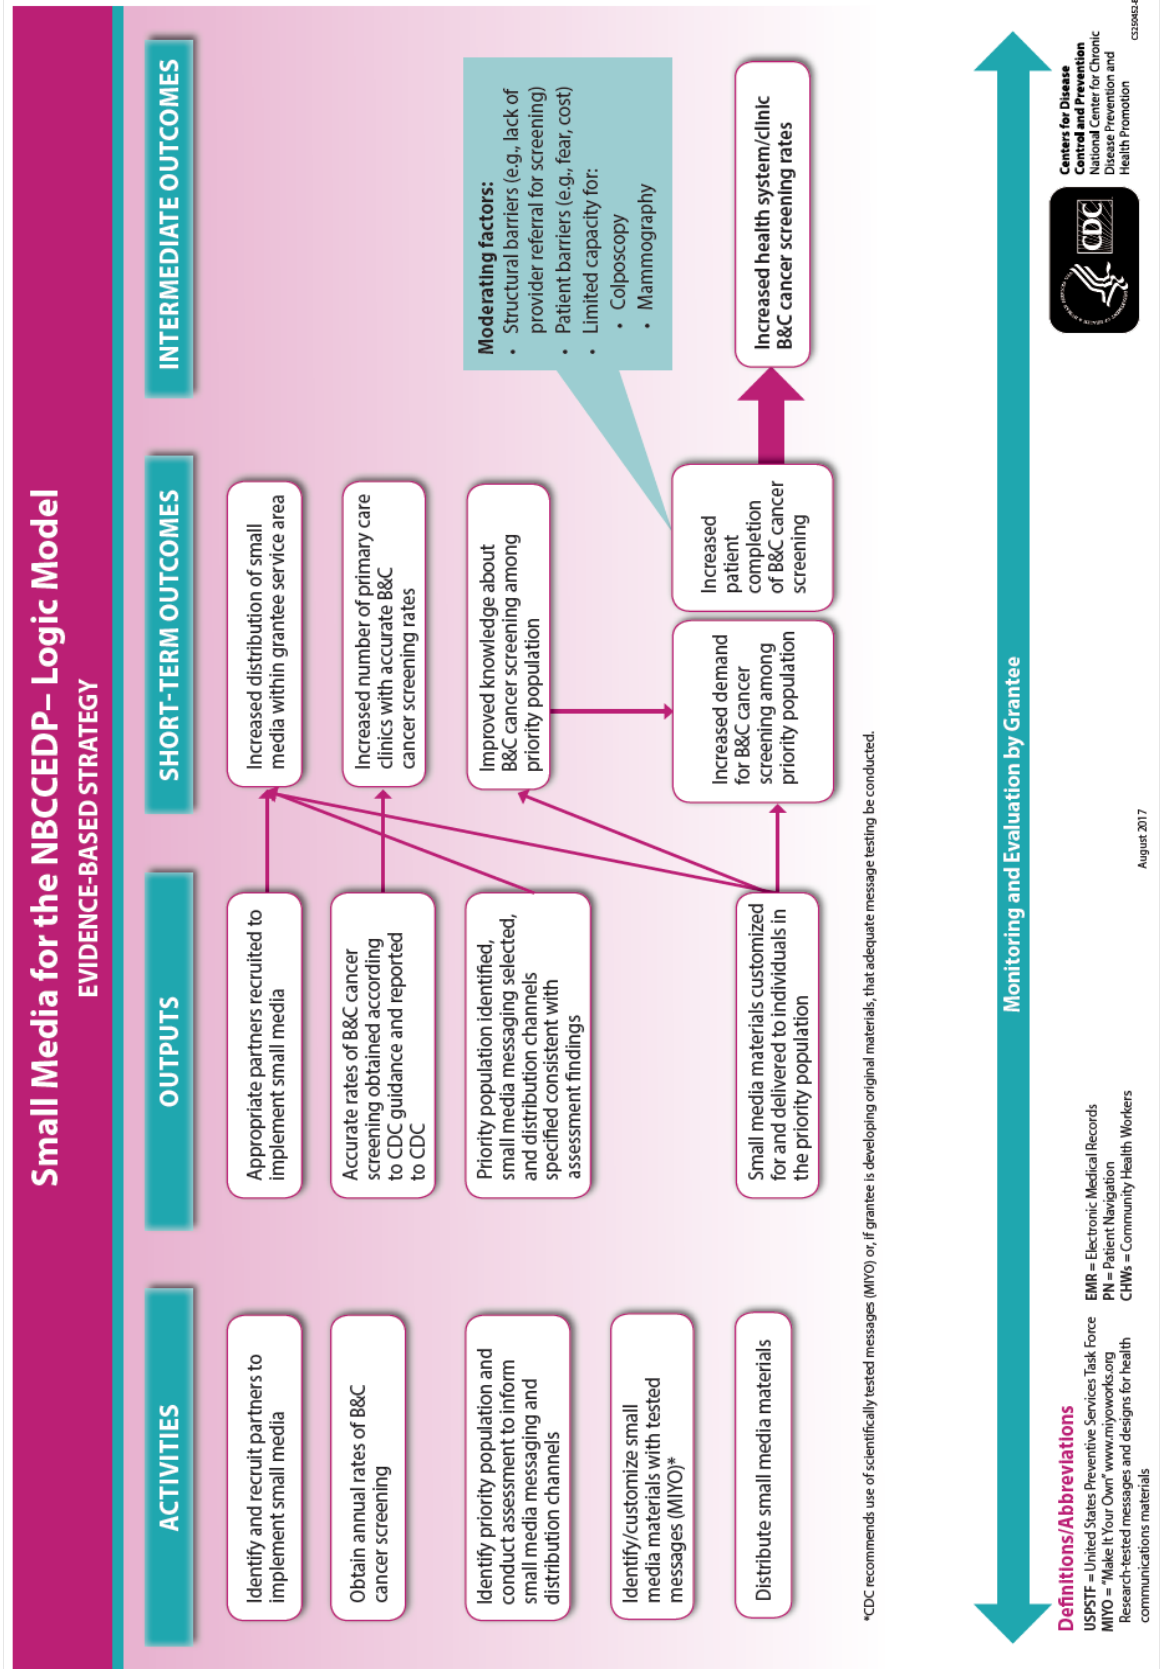 Small Media for the NBCCEDP– Logic Model
EVIDENCE-BASED STRATEGY
ACTIVITIES
OUTPUTS
SHORT-TERM OUTCOMES
INTERMEDIATE OUTCOMES
Identify and recruit partners to
implement small media
Obtain annual rates of B&C
cancer screening
Identify priority population and
conduct assessment to inform
small media messaging and
distribution channels
Identify/customize small
media materials with tested
messages (MIYO)*
Distribute small media materials
Appropriate partners recruited to
implement small media
Accurate rates of B&C cancer
screening obtained according
to CDC guidance and reported
to CDC
Priority population identified,
small media messaging selected,
and distribution channels
specified consistent with
assessment findings
Small media materials customized
for and delivered to individuals in
the priority population
Increased distribution of small
media within grantee service area
Increased number of primary care
clinics with accurate B&C
cancer screening rates
Improved knowledge about
B&C cancer screening among
priority population
Increased demand
for B&C cancer
screening among
priority population
Increased
patient
completion
of B&C cancer
screening
Moderating factors:
• Structural barriers (e.g., lack of
provider referral for screening)
• Patient barriers (e.g., fear, cost)
• Limited capacity for:
• Colposcopy
• Mammography
Increased health system/clinic
B&C cancer screening rates
*CDC recommends use of scientifically tested messages (MIYO) or, if grantee is developing original materials, that adequate message testing be conducted.
Monitoring and Evaluation by Grantee
Definitions/Abbreviations
USPSTF = United States Preventive Services Task Force
MIYO = "Make It Your Own" www.miyoworks.org
Research-tested messages and designs for health
communications materials
EMR = Electronic Medical Records
PN = Patient Navigation
CHWs = Community Health Workers
August 2017
CDC
Centers for Disease
Control and Prevention
National Center for Chronic
Disease Prevention and
Health Promotion